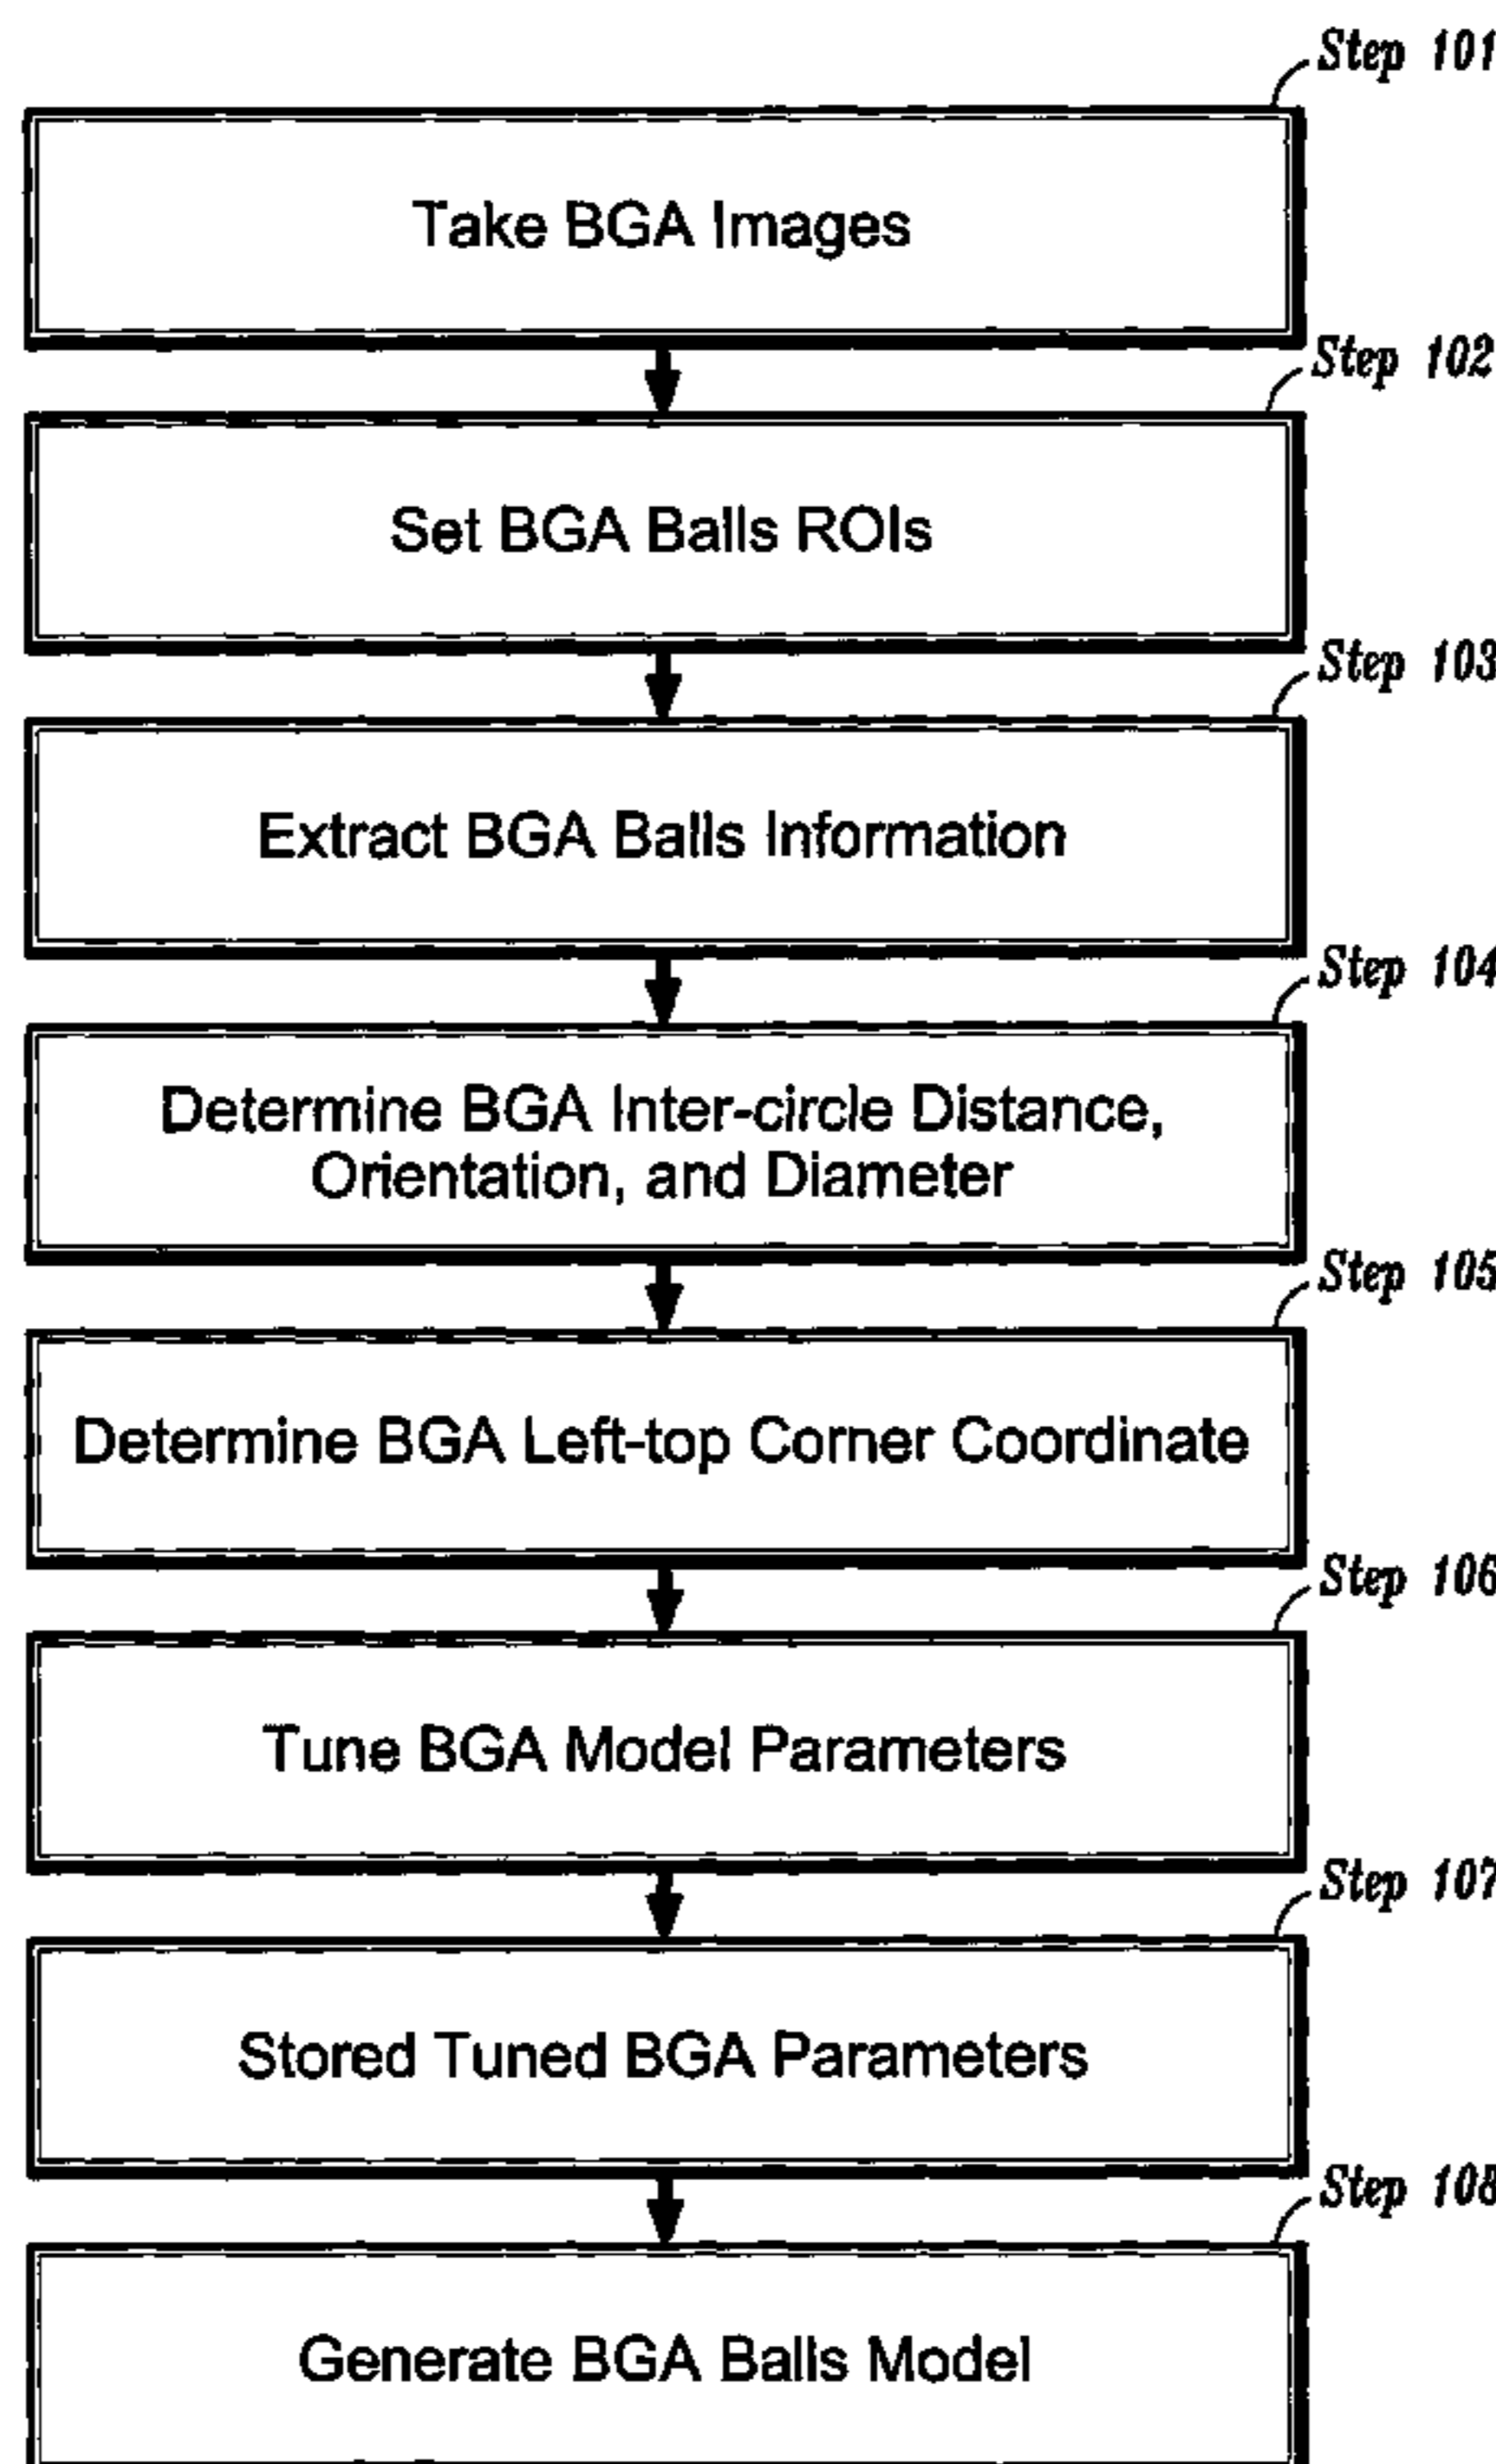 Step 101
Take BGA Images
Step 102
Set BGA Balls ROIs
Step 103
Extract BGA Balls Information
Step 104
Determine BGA Inter-circle Distance,
Orientation, and Diameter
Step 105
Determine BGA Left-top Corner Coordinate
Step 106
Tune BGA Model Parameters
Step 107
Stored Tuned BGA Parameters
Step 108
Generate BGA Balls Model